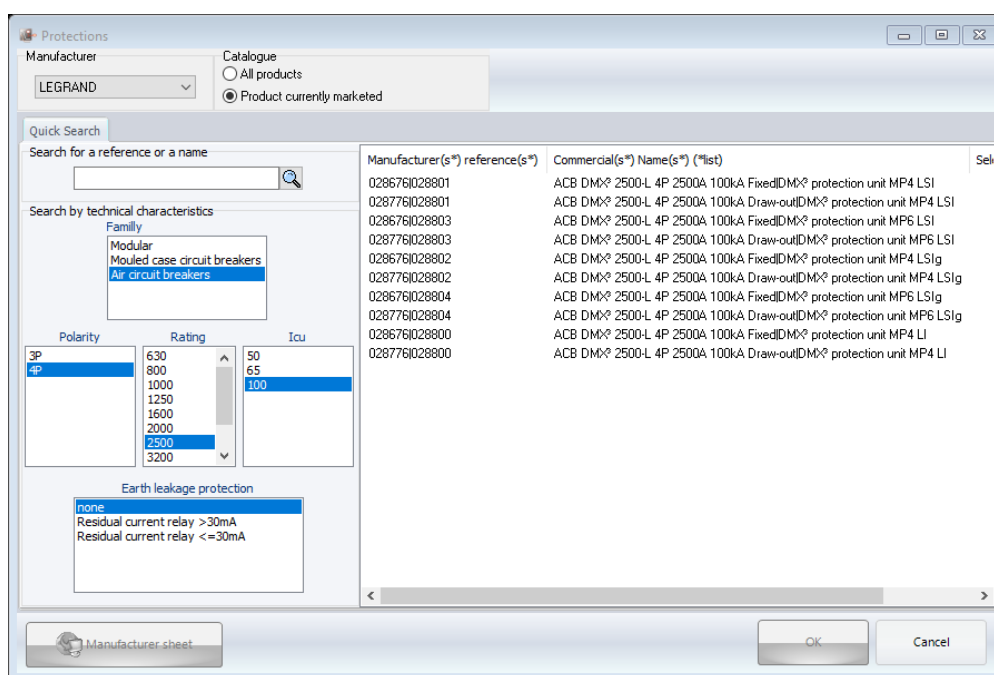 Protections
Manufacturer
LEGRAND
Catalogue
All products
Product currently marketed
Quick Search
Search for a reference or a name
Search by technical characteristics
Familly
Modular
Mouled case circuit breakers
Air circuit breakers
Polarity
3P
4P
Rating
630
800
1000
1250
1600
2000
2500
3200
Icu
50
65
100
Earth leakage protection
none
Residual current relay >30mA
Residual current relay <=30mA
Manufacturer(s*) reference(s*) Commercial(s*) Name(s*) (*list) Sel
028676|028801 ACB DMX³ 2500-L 4P 2500A 100kA Fixed|DMX³ protection unit MP4 LSI
028776|028801 ACB DMX³ 2500-L 4P 2500A 100kA Draw-out|DMX³ protection unit MP4 LSI
028676|028803 ACB DMX³ 2500-L 4P 2500A 100kA Fixed|DMX³ protection unit MP6 LSI
028776|028803 ACB DMX³ 2500-L 4P 2500A 100kA Draw-out|DMX³ protection unit MP6 LSI
028676|028802 ACB DMX³ 2500-L 4P 2500A 100kA Fixed|DMX³ protection unit MP4 LSIg
028776|028802 ACB DMX³ 2500-L 4P 2500A 100kA Draw-out|DMX³ protection unit MP4 LSIg
028676|028804 ACB DMX³ 2500-L 4P 2500A 100kA Fixed|DMX³ protection unit MP6 LSIg
028776|028804 ACB DMX³ 2500-L 4P 2500A 100kA Draw-out|DMX³ protection unit MP6 LSIg
028676|028800 ACB DMX³ 2500-L 4P 2500A 100kA Fixed|DMX³ protection unit MP4 LI
028776|028800 ACB DMX³ 2500-L 4P 2500A 100kA Draw-out|DMX³ protection unit MP4 LI
Manufacturer sheet
OK
Cancel